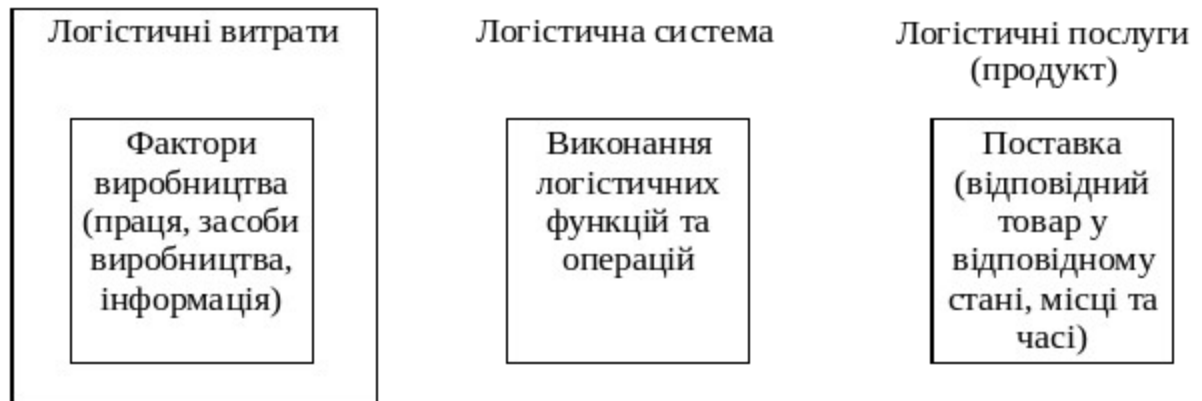 Логістичні витрати
Фактори
виробництва
(праця, засоби
виробництва,
інформація)
Логістична система
Виконання
логістичних
функцій та
операцій
Логістичні послуги
(продукт)
Поставка
(відповідний
товар у
відповідному
стані, місці та
часі)